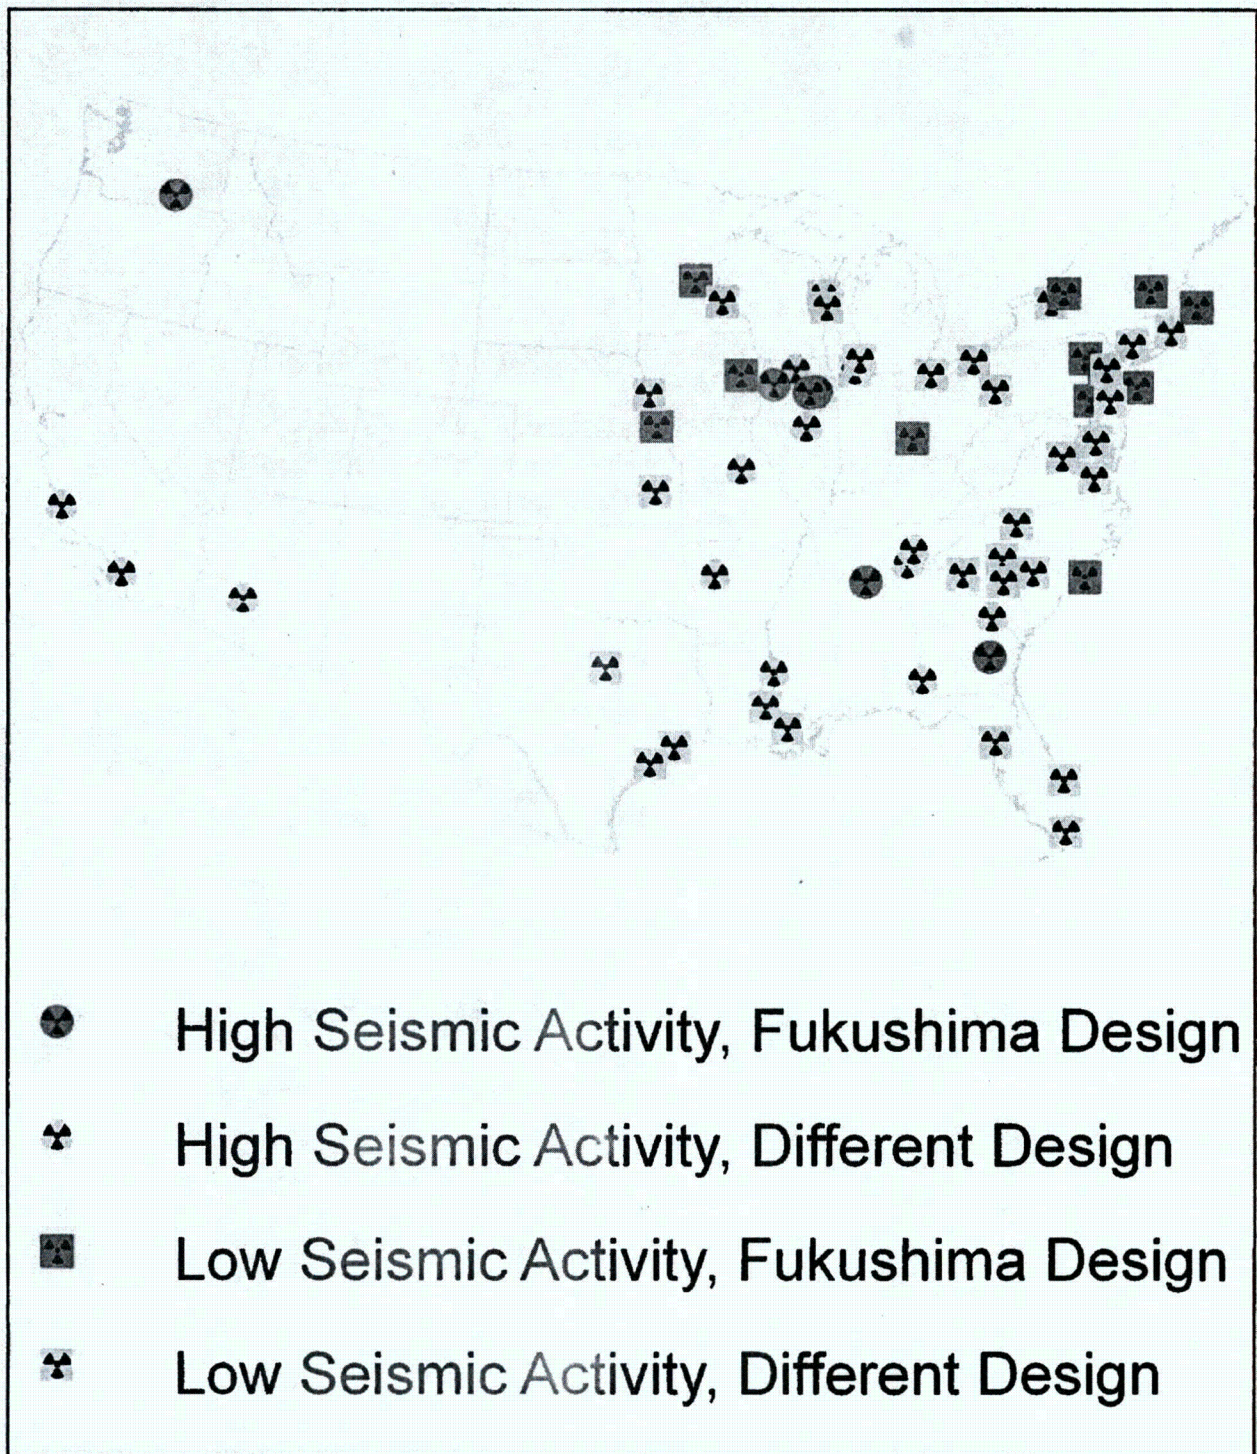 High Seismic Activity, Fukushima Design
High Seismic Activity, Different Design
Low Seismic Activity, Fukushima Design
Low Seismic Activity, Different Design